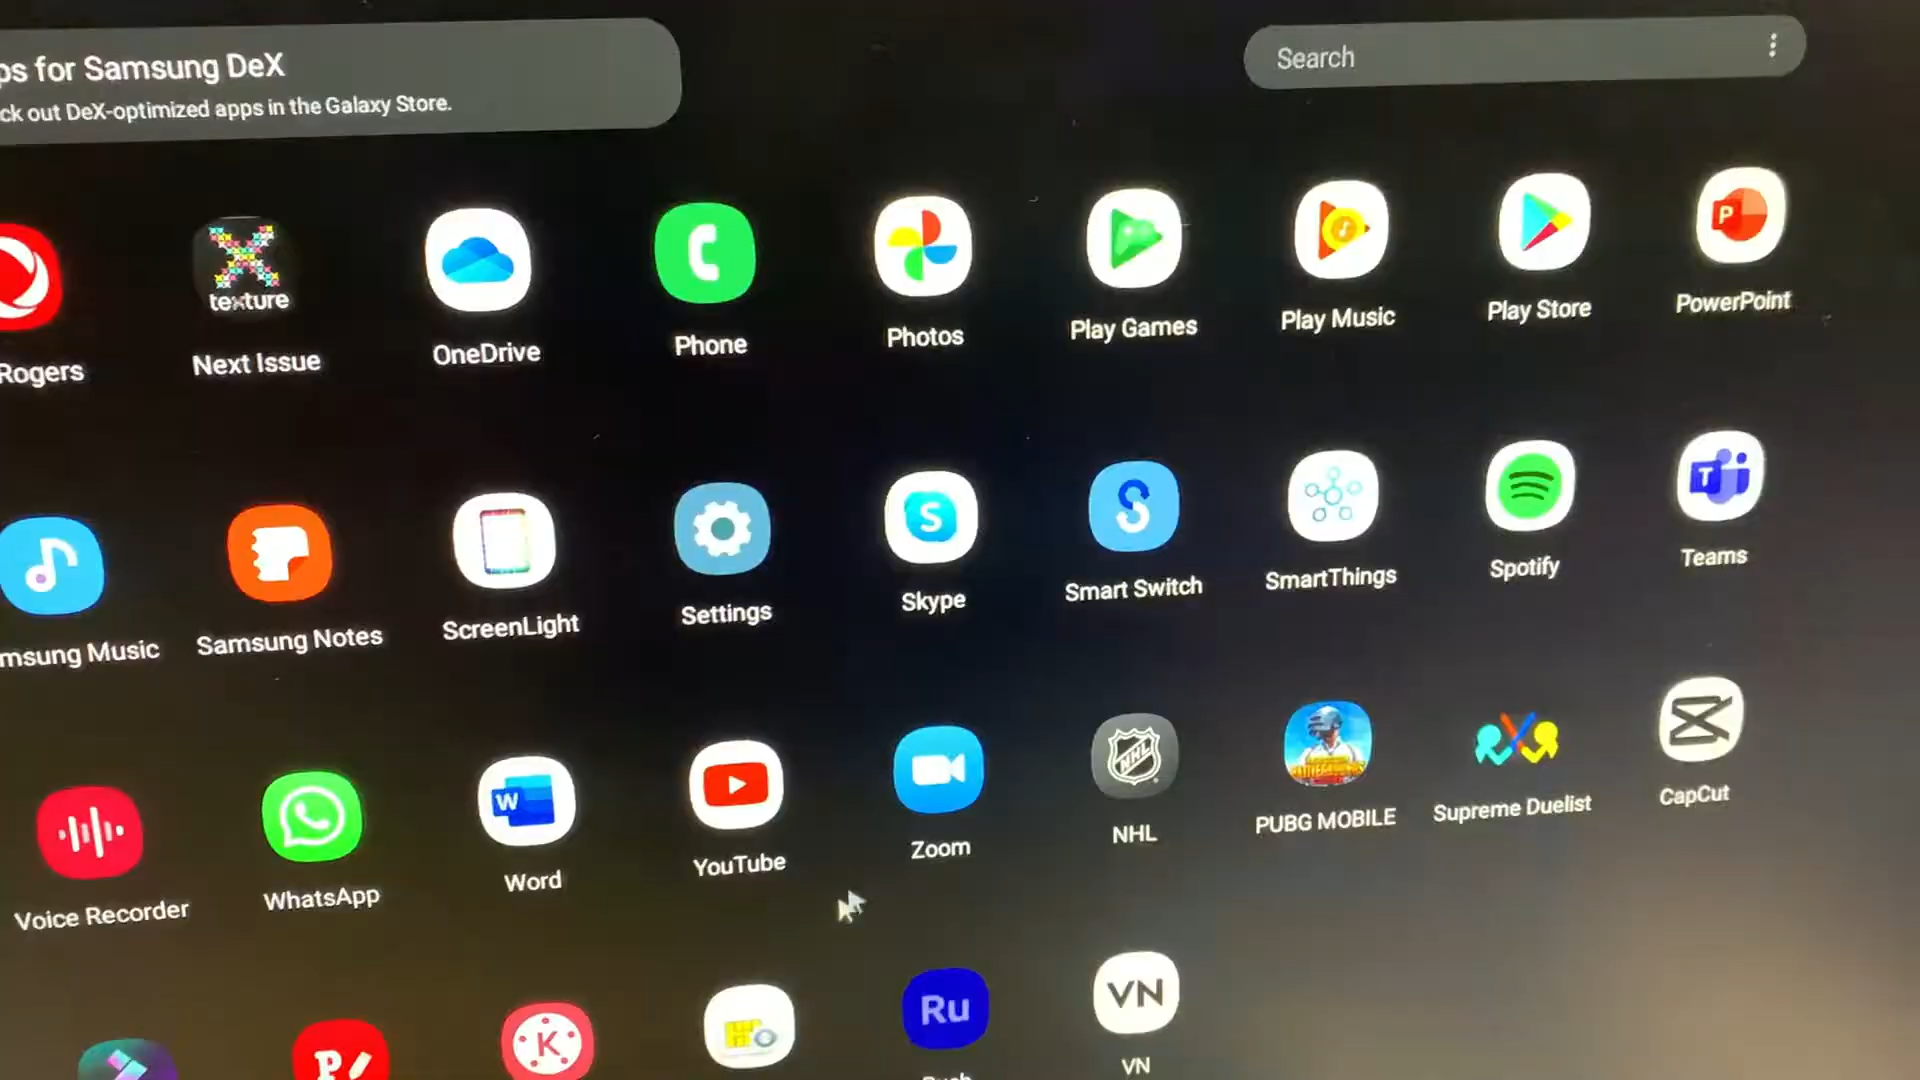 ps for Samsung DeX
ck out DeX-optimized apps in the Galaxy Store.
Search
texture
P
Rogers
Next Issue
OneDrive
Phone
Photos
Play Games
Play Music
Play Store
PowerPoint
S
T
msung Music
Samsung Notes
ScreenLight
Settings
Skype
Smart Switch
SmartThings
Spotify
Teams
W
NHL
Voice Recorder
WhatsApp
Word
YouTube
Zoom
NHL
PUBG MOBILE
Supreme Duelist
CapCut
P
K
Ru
VN
VN